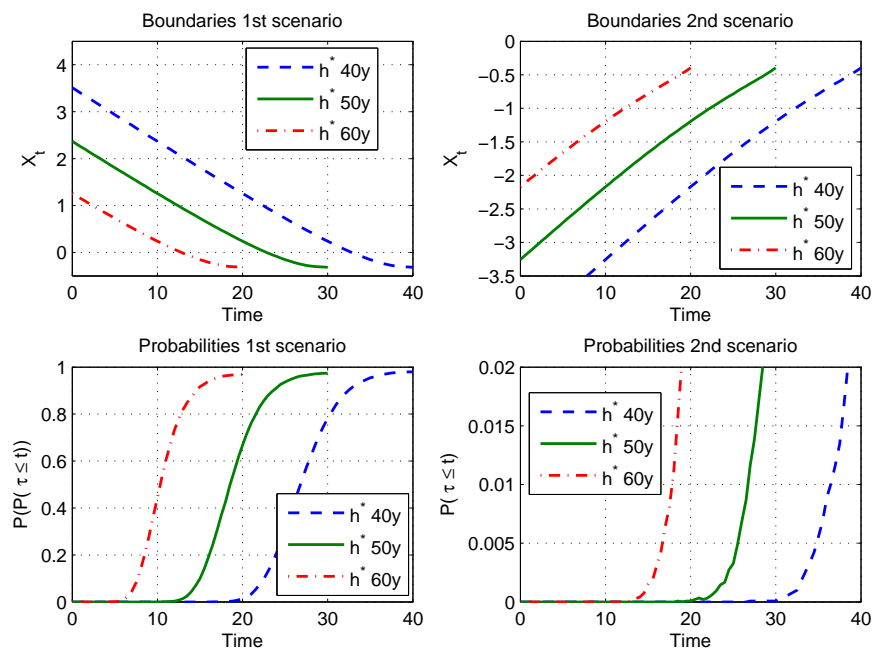 Boundaries 1st scenario
4
3
2
1
0
X_t
0 10 20 30 40
Time
h* 40y
h* 50y
h* 60y
Boundaries 2nd scenario
0
−0.5
−1
−1.5
−2
−2.5
−3
−3.5
X_t
0 10 20 30 40
Time
h* 40y
h* 50y
h* 60y
Probabilities 1st scenario
1
0.8
0.6
0.4
0.2
0
P(P( τ ≤ t))
0 10 20 30 40
Time
h* 40y
h* 50y
h* 60y
Probabilities 2nd scenario
0.02
0.015
0.01
0.005
0
P( τ ≤ t)
0 10 20 30 40
Time
h* 40y
h* 50y
h* 60y